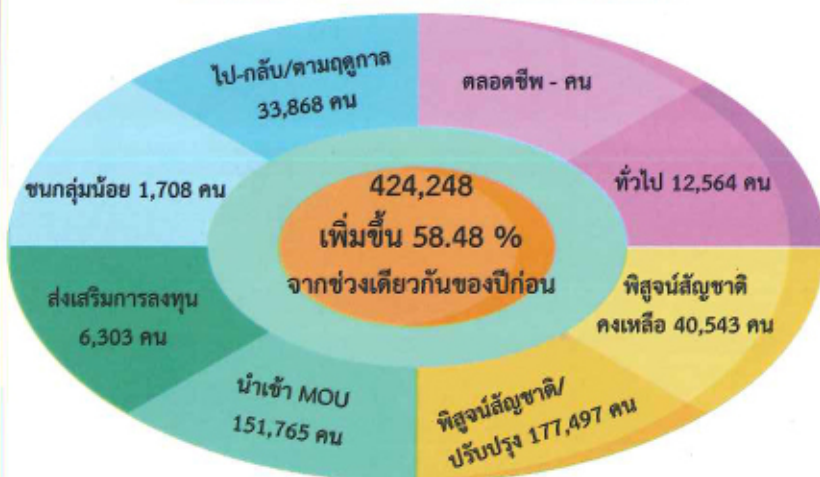 ไป-กลับ/ตามฤดูกาล
33,868 คน
ตลอดชีพ - คน
ชนกลุ่มน้อย 1,708 คน
ทั่วไป 12,564 คน
424,248
เพิ่มขึ้น 58.48 %
จากช่วงเดียวกันของปีก่อน
ส่งเสริมการลงทุน
6,303 คน
พิสูจน์สัญชาติ
คงเหลือ 40,543 คน
นำเข้า MOU
151,765 คน
พิสูจน์สัญชาติ/
ปรับปรุง 177,497 คน